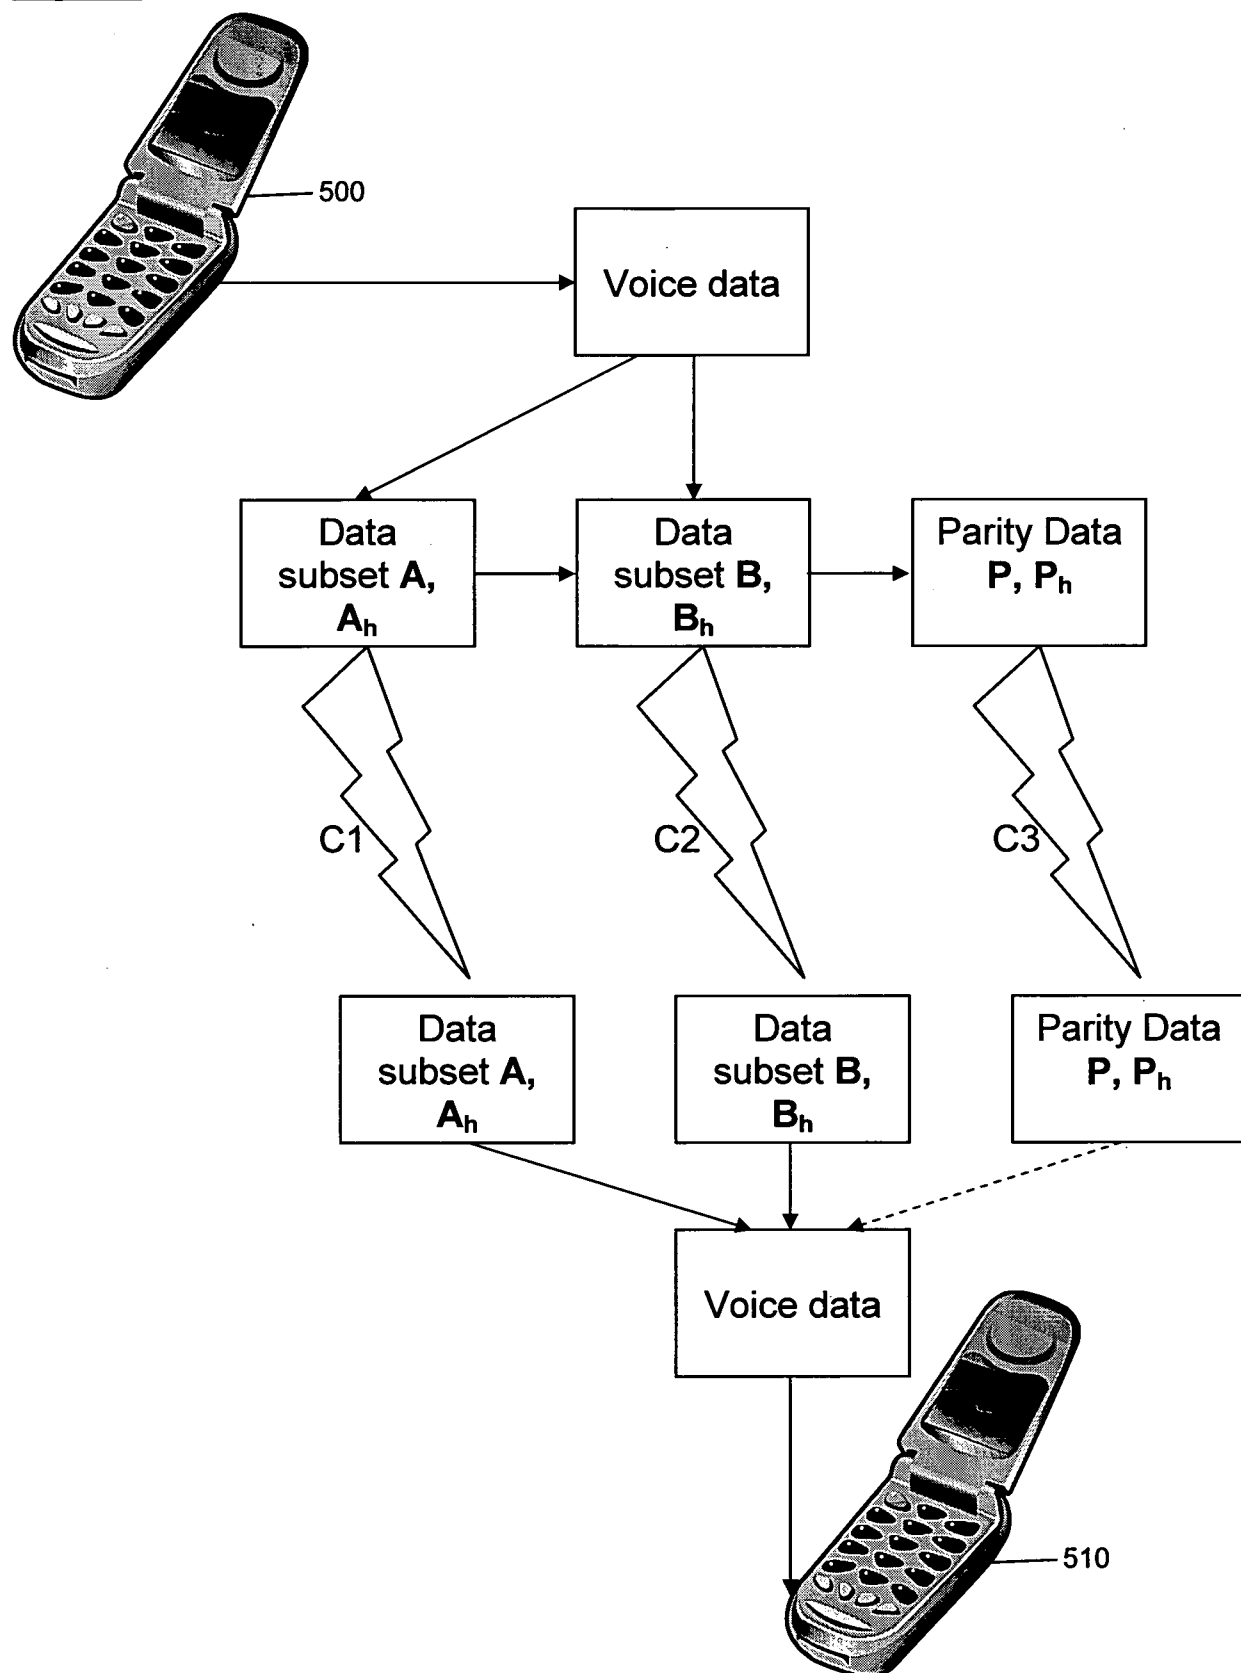 500
Voice data
Data
subset A,
Aₕ
Data
subset B,
Bₕ
Parity Data
P, Pₕ
C1
C2
C3
Data
subset A,
Aₕ
Data
subset B,
Bₕ
Parity Data
P, Pₕ
Voice data
510